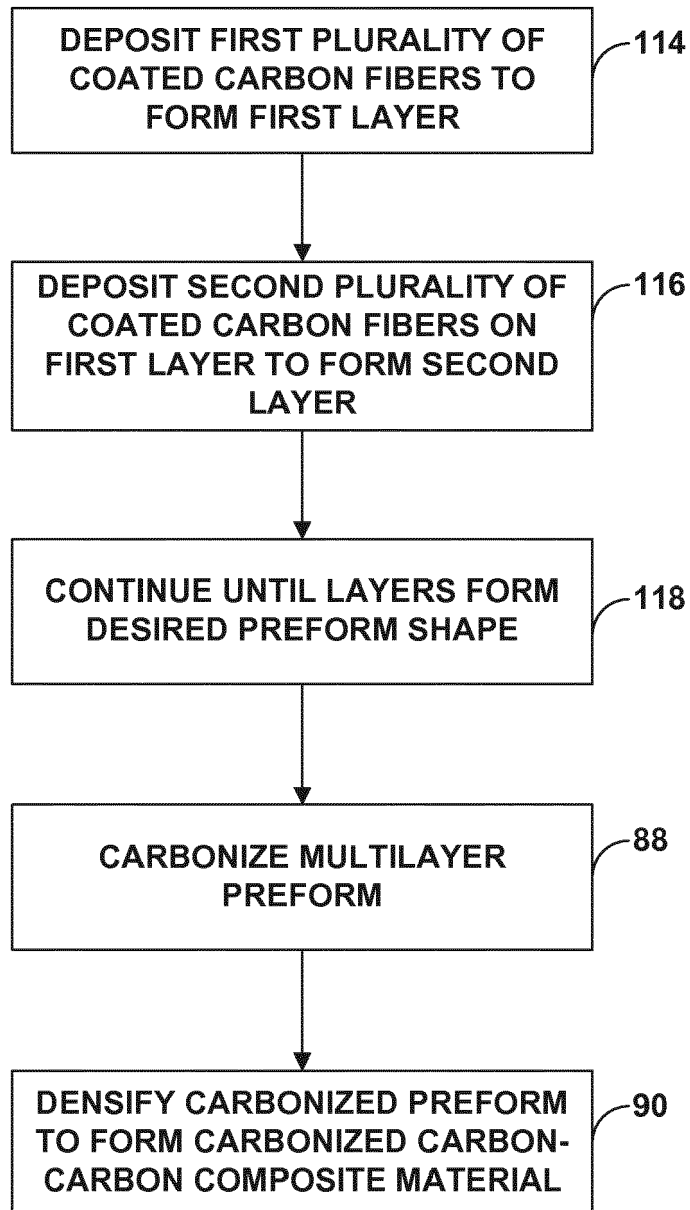 DEPOSIT FIRST PLURALITY OF
COATED CARBON FIBERS TO
FORM FIRST LAYER
114
DEPOSIT SECOND PLURALITY OF
COATED CARBON FIBERS ON
FIRST LAYER TO FORM SECOND
LAYER
116
CONTINUE UNTIL LAYERS FORM
DESIRED PREFORM SHAPE
118
CARBONIZE MULTILAYER
PREFORM
88
DENSIFY CARBONIZED PREFORM
TO FORM CARBONIZED CARBON-
CARBON COMPOSITE MATERIAL
90